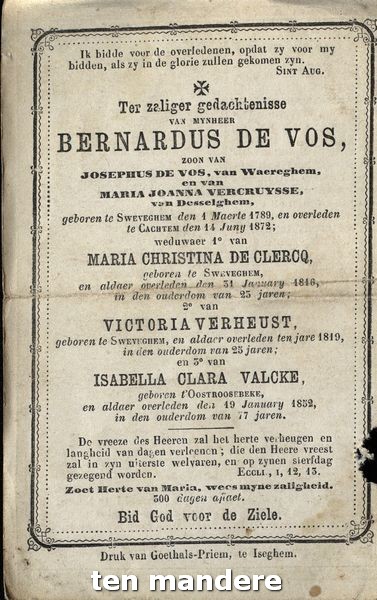 Ik bidde voor de overledenen, opdat zy voor my
bidden, als zy in de glorie zullen gekomen zyn.
SINT AUG.
Ter zaliger gedachtenisse
VAN MYNHEER
BERNARDUS DE VOS,
ZOON VAN
JOSEPHUS DE VOS, van Waereghem,
en van
MARIA JOANNA VERCRUYSSE,
van Desselghem,
geboren te SWEVEGHEM den 1 Maerte 1789, en overleden
te CACHTEM den 14 Juny 1872;
weduwaer 1º van
MARIA CHRISTINA DE CLERCQ,
geboren te SWEVEGHEM,
en aldaer overleden den 31 January 1816,
in den ouderdom van 25 jaren;
2º van
VICTORIA VERHEUST,
geboren te SWEVEGHEM, en aldaer overleden ten jare 1819,
in den ouderdom van 25 jaren;
en 3º van
ISABELLA CLARA VALCKE,
geboren t'OOSTROOSEBEKE,
en aldaer overleden den 19 January 1852,
in den ouderdom van 77 jaren.
De vreeze des Heeren zal het herte verheugen en
langheid van dagen verleenen; die den Heere vreest
zal in zyn uiterste welvaren, en op zynen sterfdag
gezegend worden. ECCLI, I, 12, 13.
Zoet Herte van Maria, wees myne zaligheid.
300 dagen aflaet.
Bid God voor de Ziele.
Druk van Goethals-Priem, te Iseghem.
ten mandere